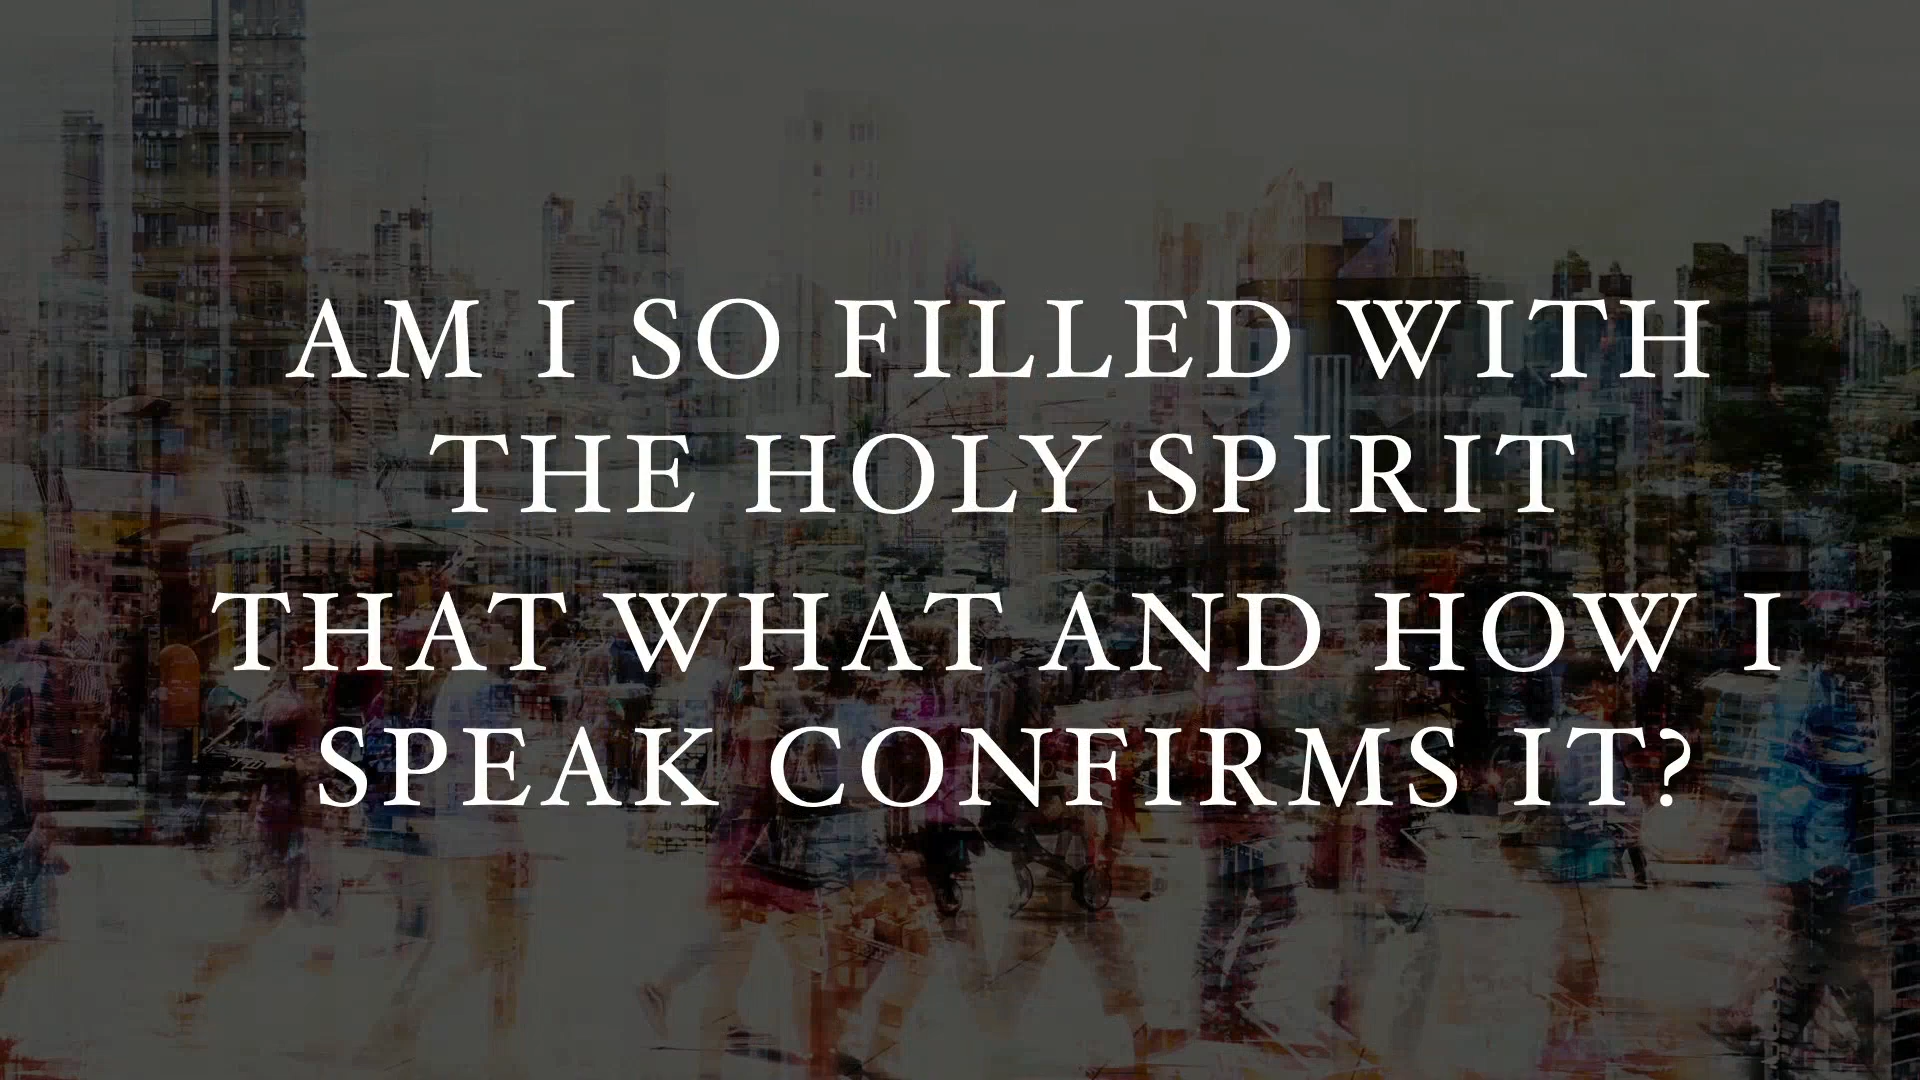 AM I SO FILLED WITH
THE HOLY SPIRIT
THAT WHAT AND HOW I
SPEAK CONFIRMS IT?